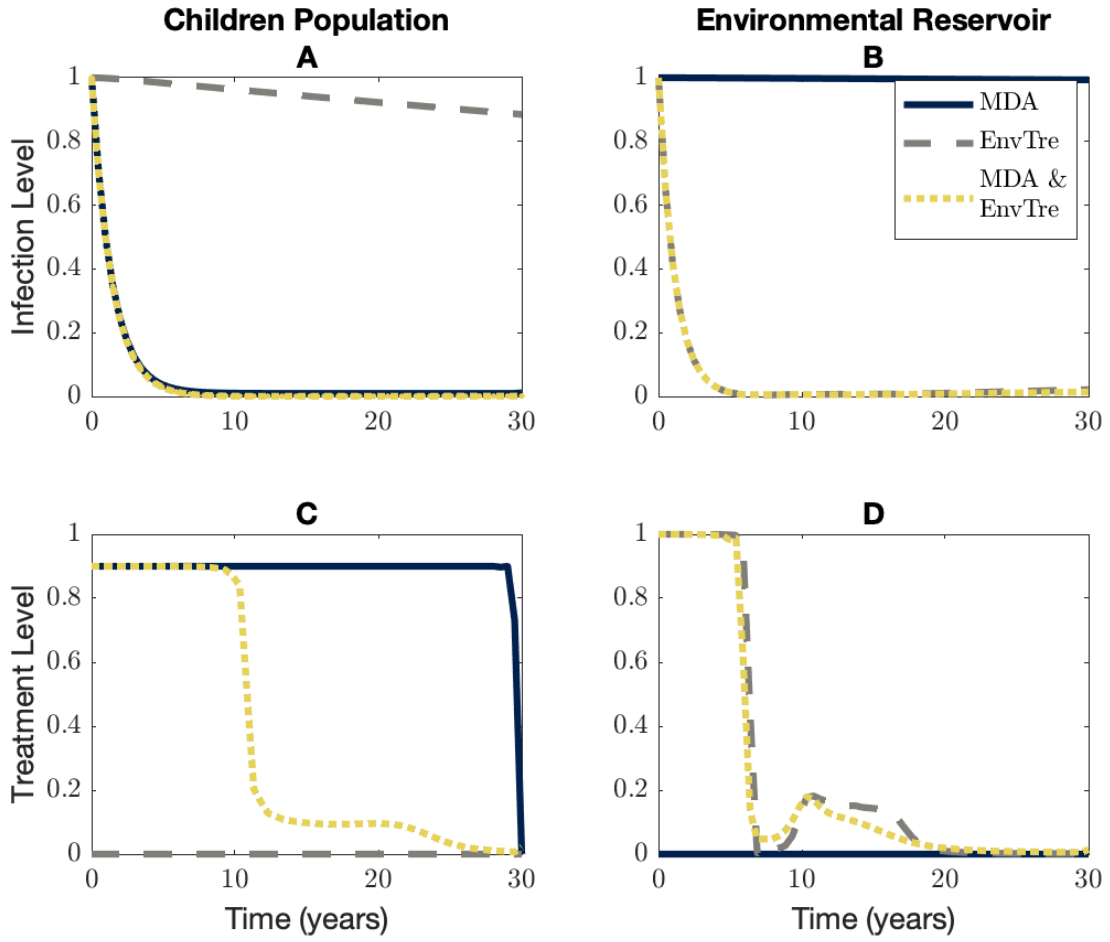 Children Population
Environmental Reservoir
A
B
1
0.8
0.6
0.4
0.2
0
0
10
20
30
Infection Level
1
0.8
0.6
0.4
0.2
0
0
10
20
30
MDA
EnvTre
MDA &
EnvTre
C
D
1
0.8
0.6
0.4
0.2
0
0
10
20
30
Treatment Level
Time (years)
1
0.8
0.6
0.4
0.2
0
0
10
20
30
Time (years)